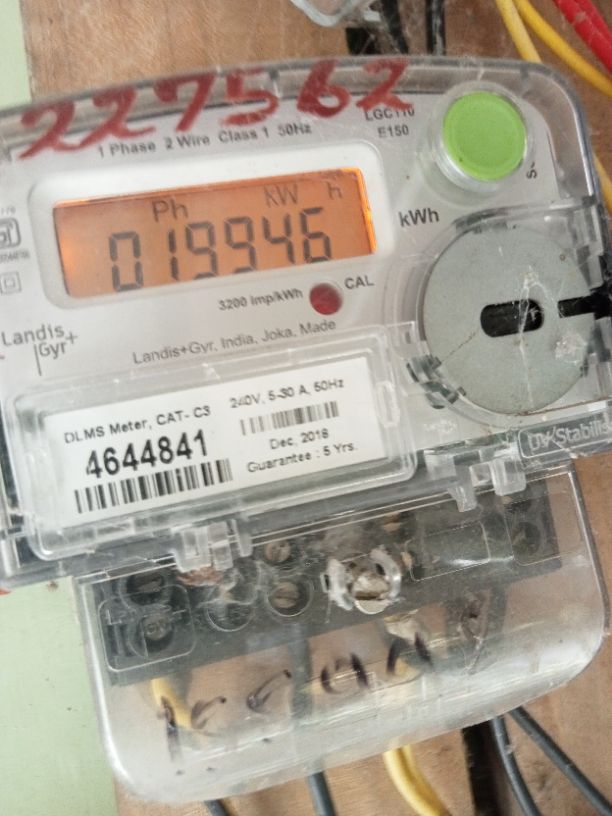 227562
LGC110
E150
1 Phase 2 Wire Class 1 50Hz
Ph kW h
019946
kWh
3200 imp/kWh
CAL
Landis
Gyr+
Landis+Gyr, India, Joka, Made
DLMS Meter, CAT- C3
240V, 5-30 A, 50Hz
4644841
Dec, 2018
Guarantee : 5 Yrs.